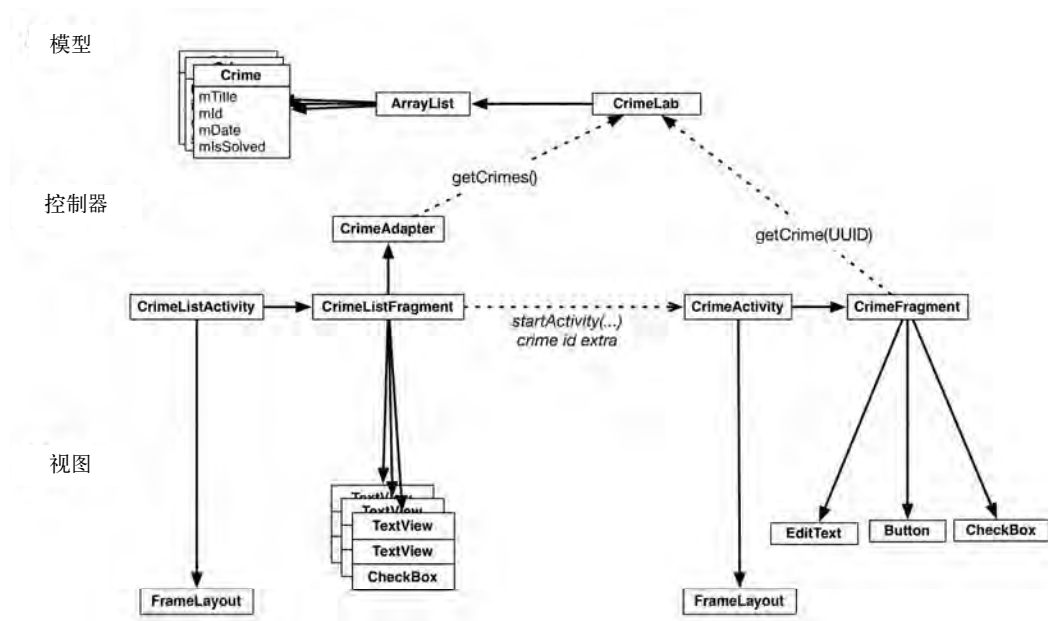 模型
Crime
mTitle
mId
mDate
mIsSolved
ArrayList
CrimeLab
getCrimes()
控制器
CrimeAdapter
getCrime(UUID)
CrimeListActivity
CrimeListFragment
startActivity(...)
crime id extra
CrimeActivity
CrimeFragment
视图
TextView
TextView
TextView
TextView
CheckBox
EditText
Button
CheckBox
FrameLayout
FrameLayout